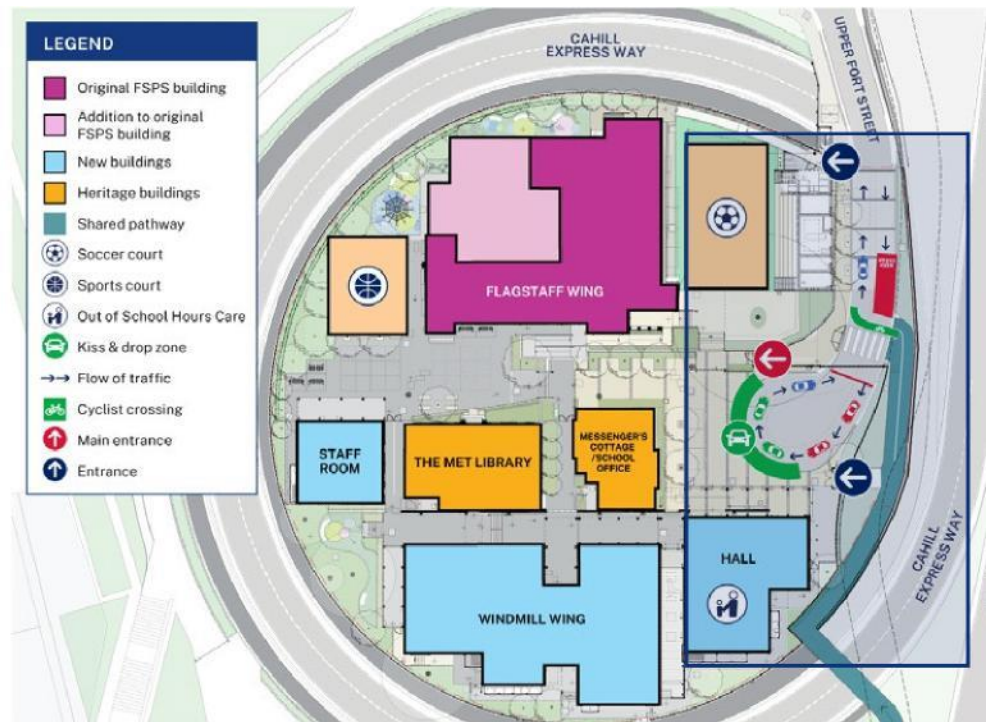 LEGEND
Original FSPS building
Addition to original
FSPS building
New buildings
Heritage buildings
Shared pathway
Soccer court
Sports court
Out of School Hours Care
Kiss & drop zone
Flow of traffic
Cyclist crossing
Main entrance
Entrance
CAHILL
EXPRESS WAY
UPPER FORT STREET
FLAGSTAFF WING
STAFF
ROOM
THE MET LIBRARY
MESSENGER'S
COTTAGE
/SCHOOL
OFFICE
HALL
WINDMILL WING
CAHILL
EXPRESS WAY